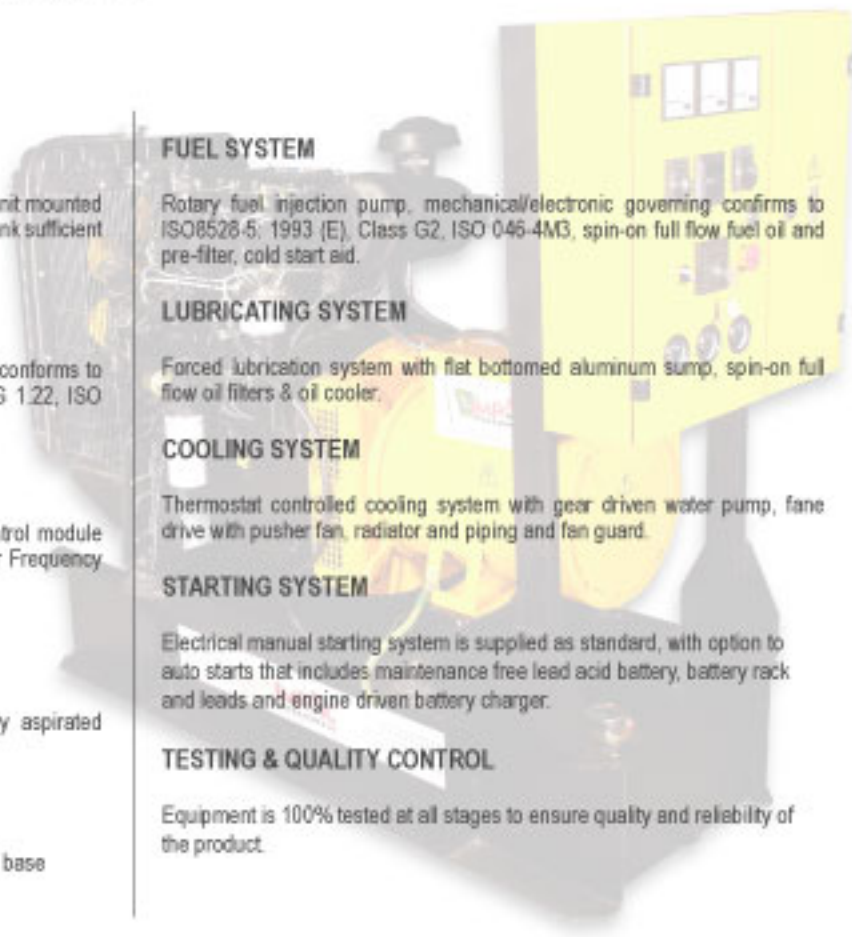 nit mounted
nk sufficient
conforms to
G 1.22, ISO
trol module
r Frequency
y aspirated
base
FUEL SYSTEM
Rotary fuel injection pump, mechanical/electronic governing confirms to
ISO8528-5: 1993 (E), Class G2, ISO 046-4M3, spin-on full flow fuel oil and
pre-filter, cold start aid.
LUBRICATING SYSTEM
Forced lubrication system with flat bottomed aluminum sump, spin-on full
flow oil filters & oil cooler.
COOLING SYSTEM
Thermostat controlled cooling system with gear driven water pump, fane
drive with pusher fan, radiator and piping and fan guard.
STARTING SYSTEM
Electrical manual starting system is supplied as standard, with option to
auto starts that includes maintenance free lead acid battery, battery rack
and leads and engine driven battery charger.
TESTING & QUALITY CONTROL
Equipment is 100% tested at all stages to ensure quality and reliability of
the product.